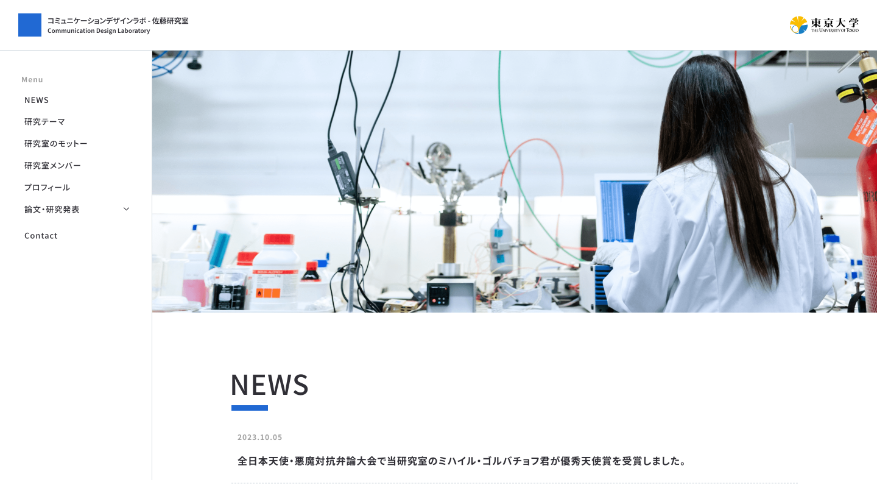 コミュニケーションデザインラボ - 佐藤研究室
Communication Design Laboratory
東京大学
THE UNIVERSITY OF TOKYO
Menu
NEWS
研究テーマ
研究室のモットー
研究室メンバー
プロフィール
論文・研究発表
Contact
NEWS
2023.10.05
全日本天使・悪魔対抗弁論大会で当研究室のミハイル・ゴルバチョフ君が優秀天使賞を受賞しました。